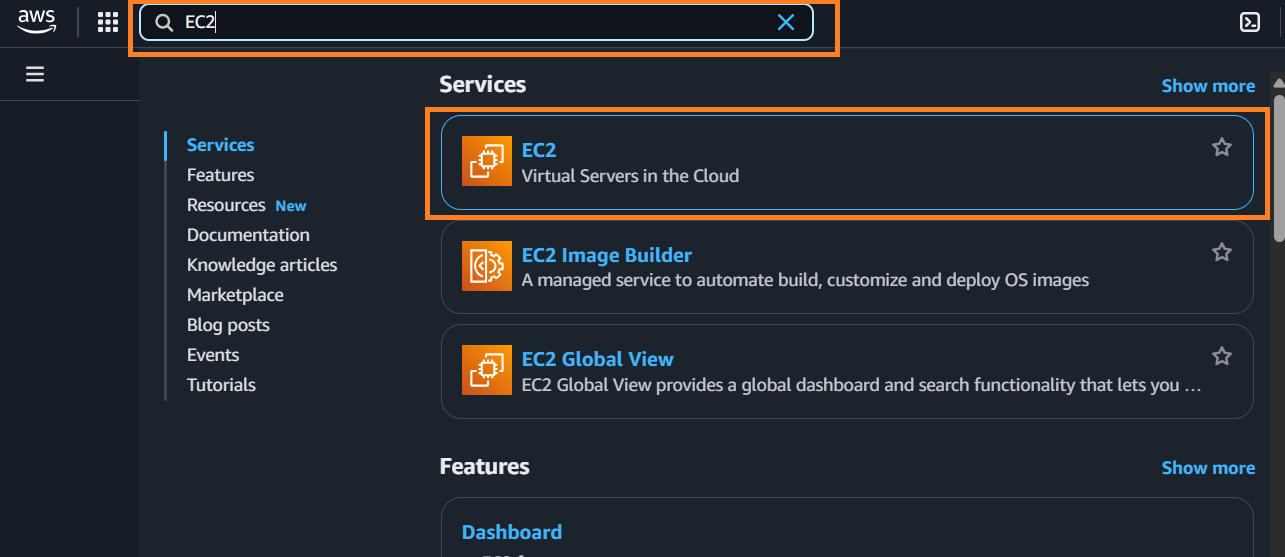 aws
EC2
Services
Show more
Services
Features
Resources New
Documentation
Knowledge articles
Marketplace
Blog posts
Events
Tutorials
EC2
Virtual Servers in the Cloud
EC2 Image Builder
A managed service to automate build, customize and deploy OS images
EC2 Global View
EC2 Global View provides a global dashboard and search functionality that lets you ...
Features
Show more
Dashboard